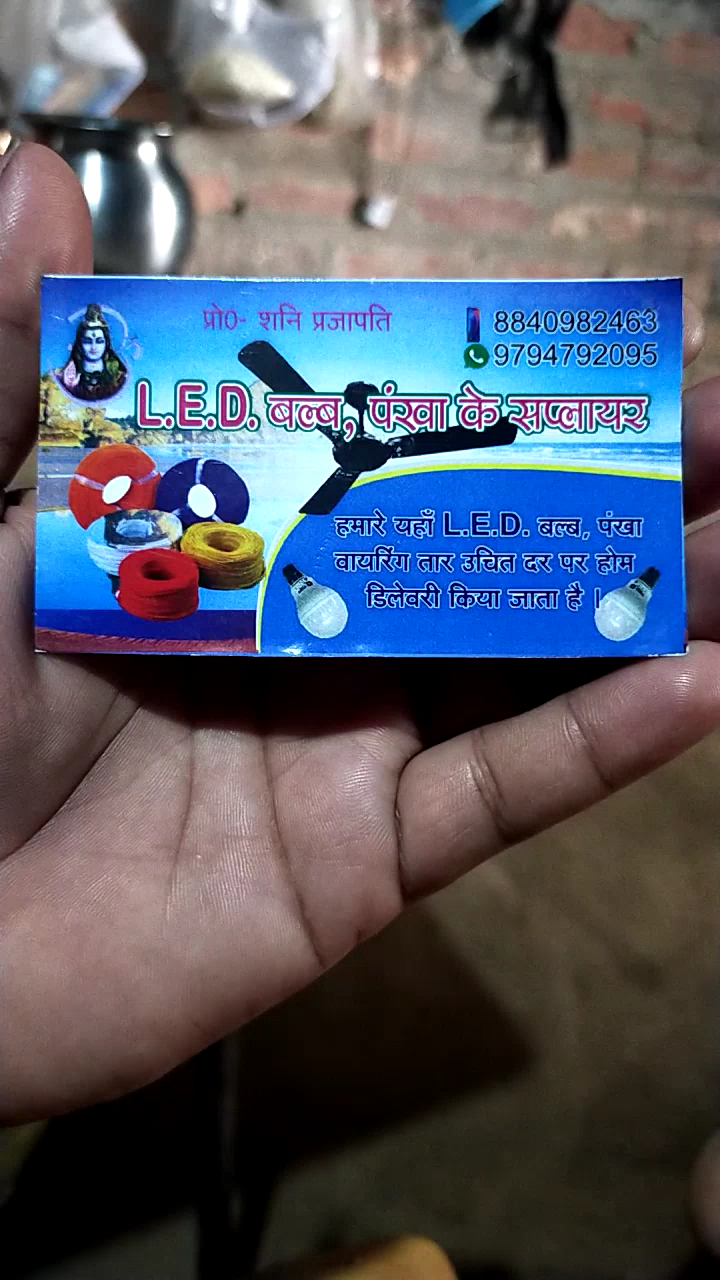 प्रो0- शनि प्रजापति
8840982463
9794792095
L.E.D. बल्ब, पंखा के सप्लायर
हमारे यहाँ L.E.D. बल्ब, पंखा
वायरिंग तार उचित दर पर होम
डिलेवरी किया जाता है ।